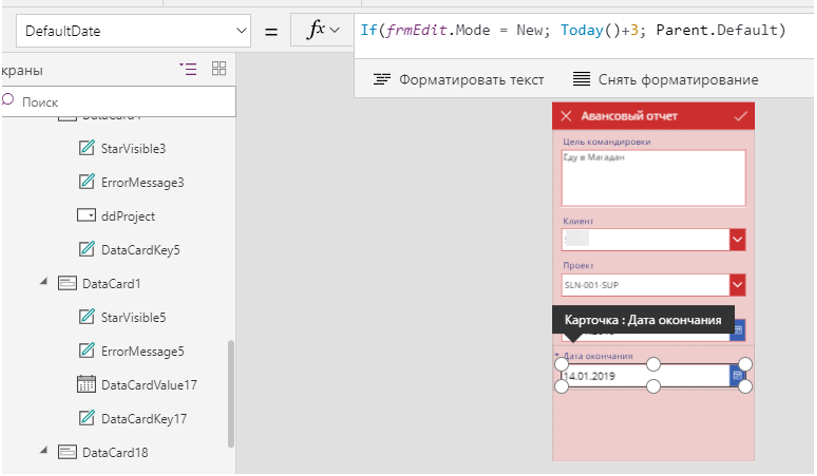 DefaultDate
=
fx
If(frmEdit.Mode = New; Today()+3; Parent.Default)
Форматировать текст
Снять форматирование
краны
Поиск
StarVisible3
ErrorMessage3
ddProject
DataCardKey5
DataCard1
StarVisible5
ErrorMessage5
DataCardValue17
DataCardKey17
DataCard18
Авансовый отчет
Цель командировки
Еду в Магадан
Клиент
Проект
SLN-001-SUP
Карточка : Дата окончания
* Дата окончания
14.01.2019